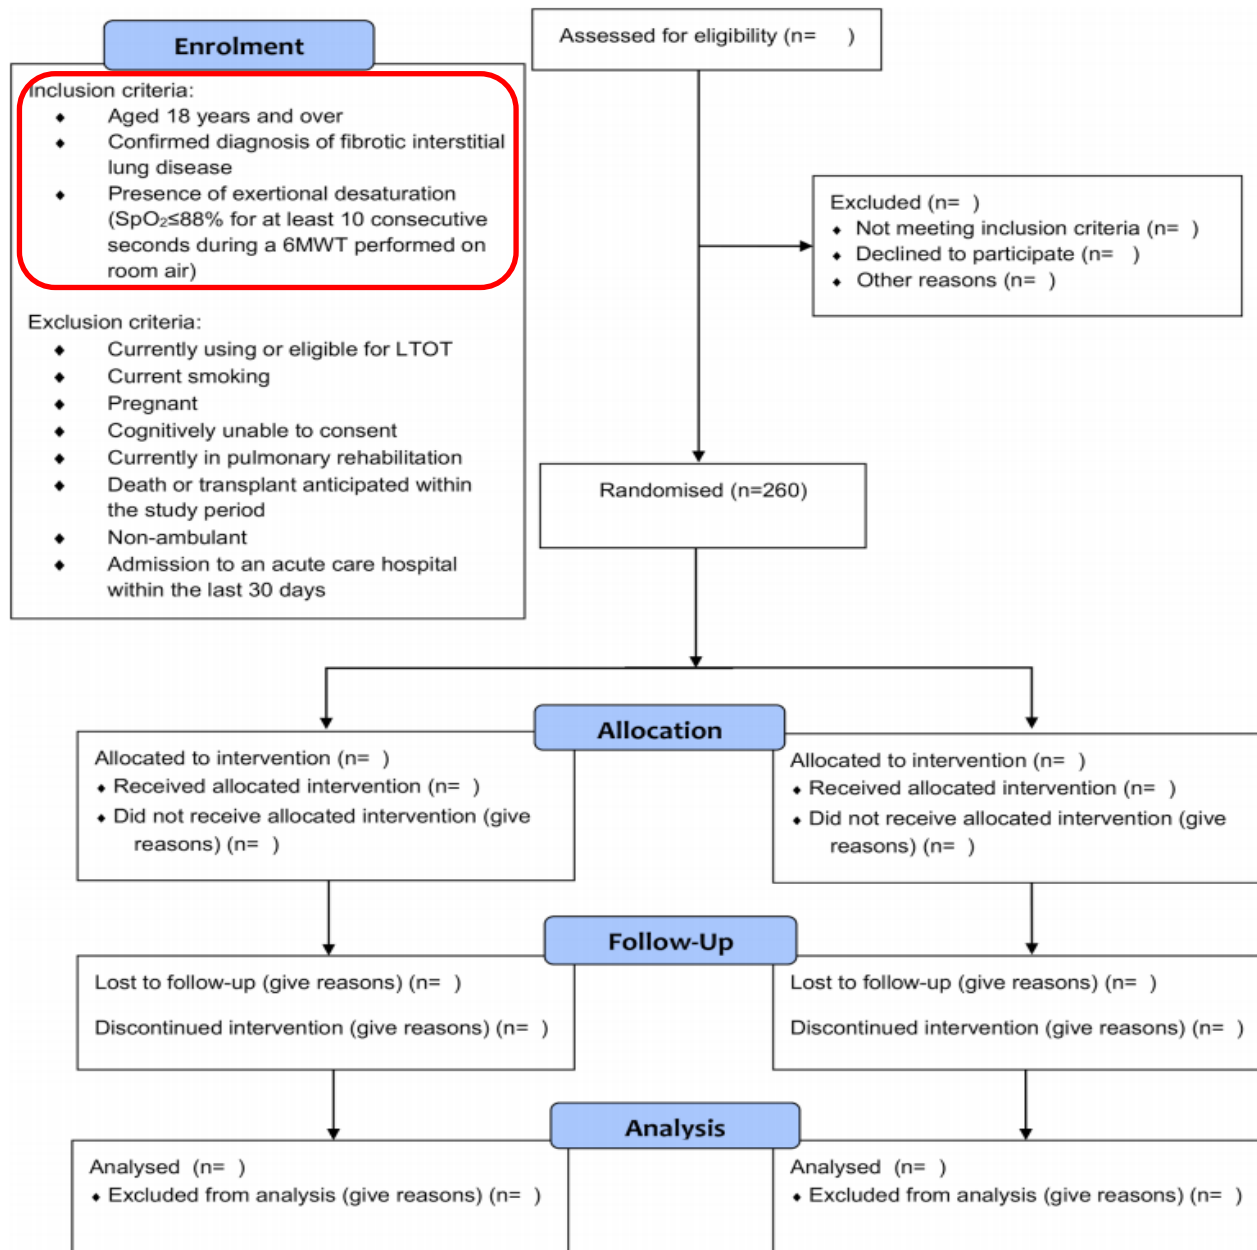 Enrolment
Inclusion criteria:
♦ Aged 18 years and over
♦ Confirmed diagnosis of fibrotic interstitial
lung disease
♦ Presence of exertional desaturation
(SpO₂≤88% for at least 10 consecutive
seconds during a 6MWT performed on
room air)
Exclusion criteria:
♦ Currently using or eligible for LTOT
♦ Current smoking
♦ Pregnant
♦ Cognitively unable to consent
♦ Currently in pulmonary rehabilitation
♦ Death or transplant anticipated within
the study period
♦ Non-ambulant
♦ Admission to an acute care hospital
within the last 30 days
Assessed for eligibility (n= )
Excluded (n= )
♦ Not meeting inclusion criteria (n= )
♦ Declined to participate (n= )
♦ Other reasons (n= )
Randomised (n=260)
Allocation
Allocated to intervention (n= )
♦ Received allocated intervention (n= )
♦ Did not receive allocated intervention (give
reasons) (n= )
Allocated to intervention (n= )
♦ Received allocated intervention (n= )
♦ Did not receive allocated intervention (give
reasons) (n= )
Follow-Up
Lost to follow-up (give reasons) (n= )
Discontinued intervention (give reasons) (n= )
Lost to follow-up (give reasons) (n= )
Discontinued intervention (give reasons) (n= )
Analysis
Analysed (n= )
♦ Excluded from analysis (give reasons) (n= )
Analysed (n= )
♦ Excluded from analysis (give reasons) (n= )